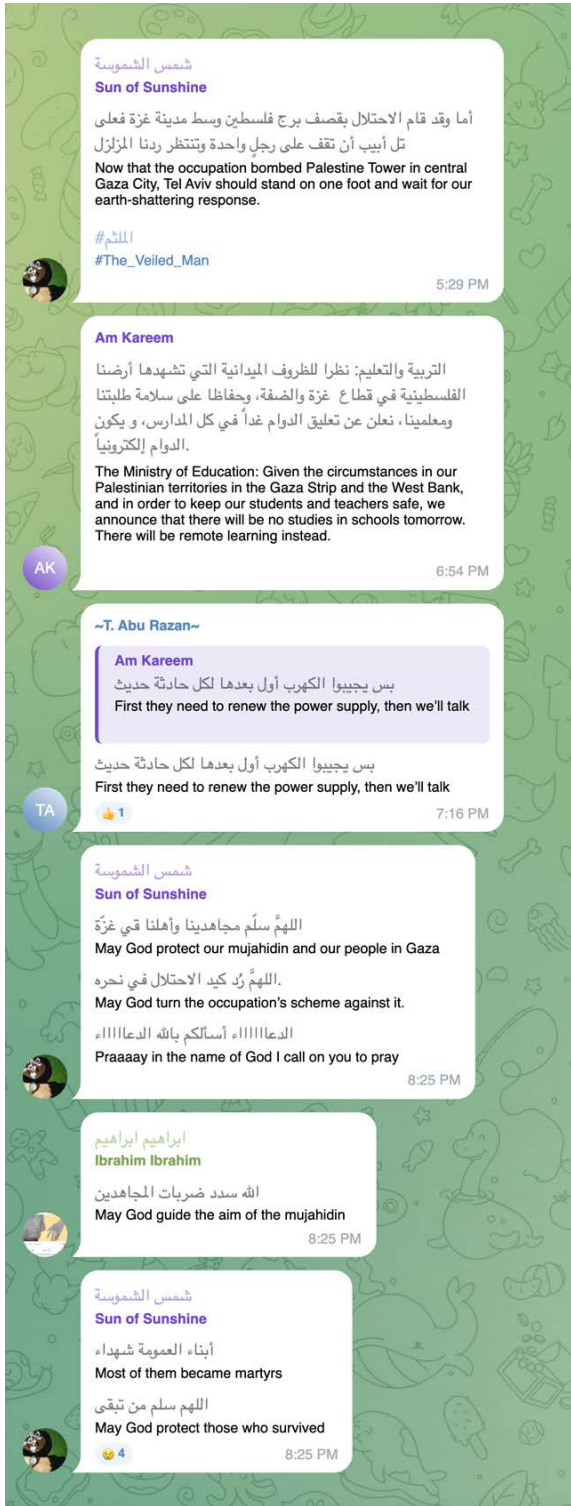 شمس الشموسة
Sun of Sunshine
أما وقد قام الاحتلال بقصف برج فلسطين وسط مدينة غزة فعلى
تل أبيب أن تقف على رجلٍ واحدة وتنتظر ردنا المزلزل
Now that the occupation bombed Palestine Tower in central
Gaza City, Tel Aviv should stand on one foot and wait for our
earth-shattering response.
#الملثم
#The_Veiled_Man
5:29 PM
Am Kareem
التربية والتعليم: نظرا للظروف الميدانية التي تشهدها أرضنا
الفلسطينية في قطاع غزة والضفة، وحفاظا على سلامة طلبتنا
ومعلمينا، نعلن عن تعليق الدوام غداً في كل المدارس، و يكون
الدوام إلكترونياً.
The Ministry of Education: Given the circumstances in our
Palestinian territories in the Gaza Strip and the West Bank,
and in order to keep our students and teachers safe, we
announce that there will be no studies in schools tomorrow.
There will be remote learning instead.
AK
6:54 PM
~T. Abu Razan~
Am Kareem
بس يجيبوا الكهرب أول بعدها لكل حادثة حديث
First they need to renew the power supply, then we’ll talk
بس يجيبوا الكهرب أول بعدها لكل حادثة حديث
First they need to renew the power supply, then we’ll talk
TA
👍 1
7:16 PM
شمس الشموسة
Sun of Sunshine
اللهمَّ سلّم مجاهدينا وأهلنا قي غزّة
May God protect our mujahidin and our people in Gaza
اللهمَّ رُد كيد الاحتلال في نحره.
May God turn the occupation’s scheme against it.
الدعاااااء أسألكم بالله الدعاااااء
Praaaay in the name of God I call on you to pray
8:25 PM
ابراهيم ابراهيم
Ibrahim Ibrahim
الله سدد ضربات المجاهدين
May God guide the aim of the mujahidin
8:25 PM
شمس الشموسة
Sun of Sunshine
أبناء العمومة شهداء
Most of them became martyrs
اللهم سلم من تبقى
May God protect those who survived
😢 4
8:25 PM